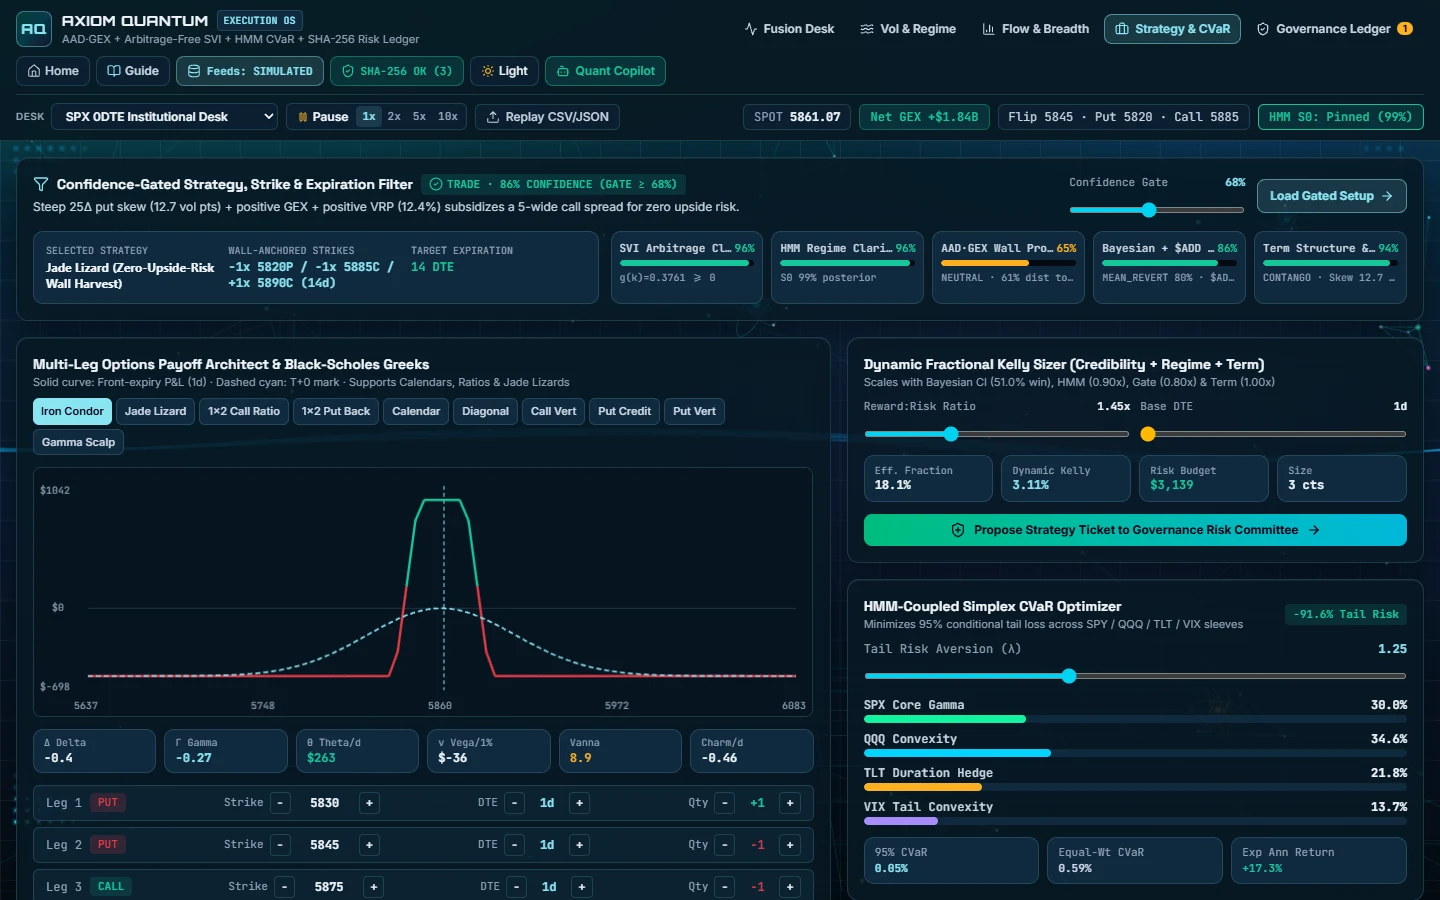 AQ
AXIOM QUANTUM
EXECUTION OS
AAD·GEX + Arbitrage-Free SVI + HMM CVaR + SHA-256 Risk Ledger
Fusion Desk
Vol & Regime
Flow & Breadth
Strategy & CVaR
Governance Ledger 1
Home
Guide
Feeds: SIMULATED
SHA-256 OK (3)
Light
Quant Copilot
DESK
SPX 0DTE Institutional Desk
Pause
1x 2x 5x 10x
Replay CSV/JSON
SPOT 5861.07
Net GEX +$1.84B
Flip 5845 · Put 5820 · Call 5885
HMM S0: Pinned (99%)
Confidence-Gated Strategy, Strike & Expiration Filter
TRADE · 86% CONFIDENCE (GATE ≥ 68%)
Steep 25Δ put skew (12.7 vol pts) + positive GEX + positive VRP (12.4%) subsidizes a 5-wide call spread for zero upside risk.
Confidence Gate 68%
Load Gated Setup →
SELECTED STRATEGY
Jade Lizard (Zero-Upside-Risk
Wall Harvest)
WALL-ANCHORED STRIKES
-1x 5820P / -1x 5885C /
+1x 5890C (14d)
TARGET EXPIRATION
14 DTE
SVI Arbitrage Cl… 96%
g(k)=0.3761 ≥ 0
HMM Regime Clari… 96%
S0 99% posterior
AAD·GEX Wall Pro… 65%
NEUTRAL · 61% dist to…
Bayesian + $ADD … 86%
MEAN_REVERT 80% · $AD…
Term Structure &… 94%
CONTANGO · Skew 12.7 …
Multi-Leg Options Payoff Architect & Black-Scholes Greeks
Solid curve: Front-expiry P&L (1d) · Dashed cyan: T+0 mark · Supports Calendars, Ratios & Jade Lizards
Iron Condor
Jade Lizard
1×2 Call Ratio
1×2 Put Back
Calendar
Diagonal
Call Vert
Put Credit
Put Vert
Gamma Scalp
$1042
$0
$-698
5637 5748 5860 5972 6083
Δ Delta
-0.4
Γ Gamma
-0.27
θ Theta/d
$263
ν Vega/1%
$-36
Vanna
8.9
Charm/d
-0.46
Leg 1 PUT Strike - 5830 + DTE - 1d + Qty - +1 +
Leg 2 PUT Strike - 5845 + DTE - 1d + Qty - -1 +
Leg 3 CALL Strike - 5875 + DTE - 1d + Qty - -1 +
Dynamic Fractional Kelly Sizer (Credibility + Regime + Term)
Scales with Bayesian CI (51.0% win), HMM (0.90x), Gate (0.80x) & Term (1.00x)
Reward:Risk Ratio 1.45x
Base DTE 1d
Eff. Fraction
18.1%
Dynamic Kelly
3.11%
Risk Budget
$3,139
Size
3 cts
Propose Strategy Ticket to Governance Risk Committee →
HMM-Coupled Simplex CVaR Optimizer
Minimizes 95% conditional tail loss across SPY / QQQ / TLT / VIX sleeves
-91.6% Tail Risk
Tail Risk Aversion (λ) 1.25
SPX Core Gamma 30.0%
QQQ Convexity 34.6%
TLT Duration Hedge 21.8%
VIX Tail Convexity 13.7%
95% CVaR
0.05%
Equal-Wt CVaR
0.59%
Exp Ann Return
+17.3%